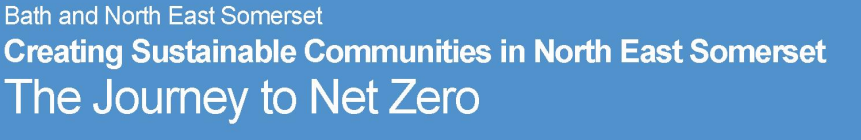 Bath and North East Somerset
Creating Sustainable Communities in North East Somerset
The Journey to Net Zero